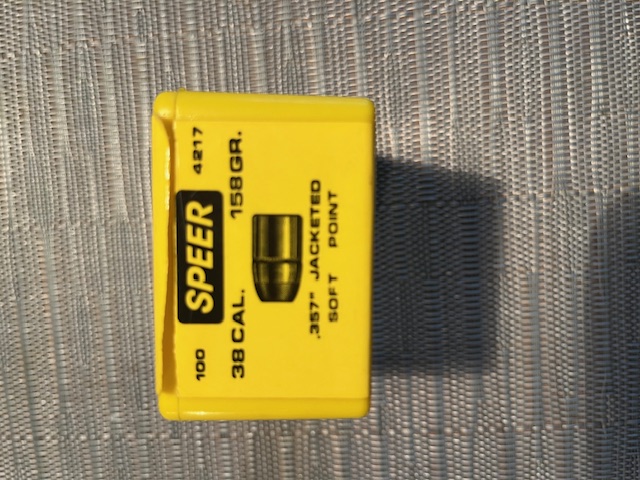 100 SPEER 4217
38 CAL. 158 GR.
.357" JACKETED
SOFT POINT